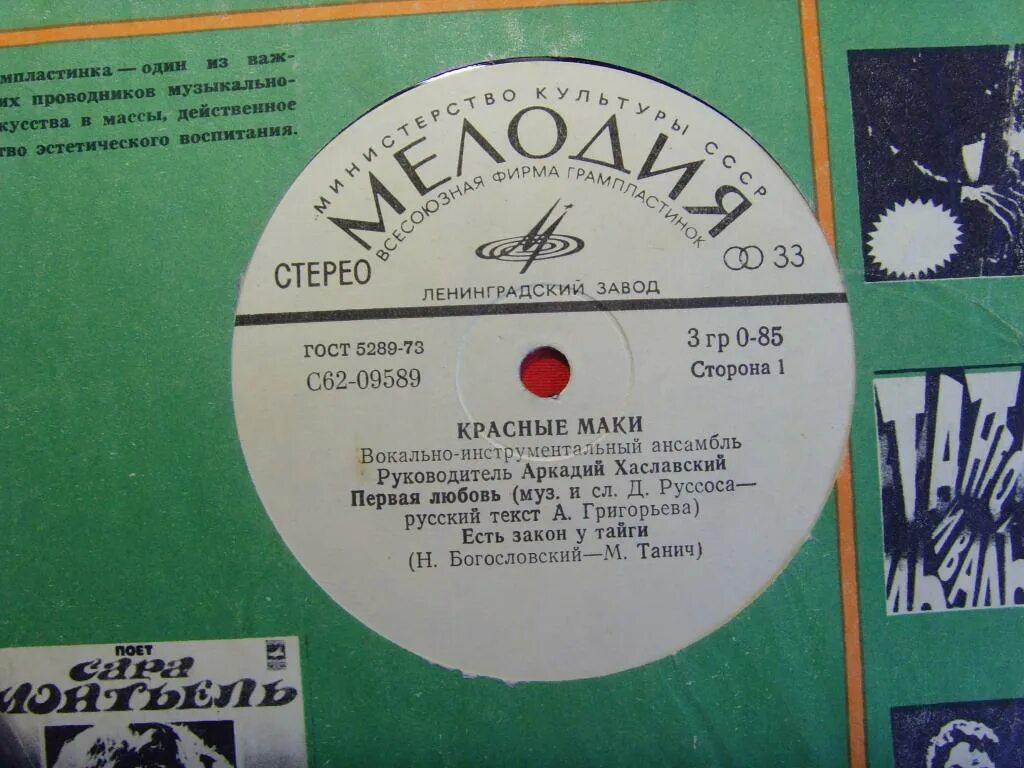 мпластинка — один из важ-
их проводников музыкально-
кусства в массы, действенное
тво эстетического воспитания.
МИНИСТЕРСТВО КУЛЬТУРЫ СССР
МЕЛОДИЯ
ВСЕСОЮЗНАЯ ФИРМА ГРАМПЛАСТИНОК
СТЕРЕО
33
ЛЕНИНГРАДСКИЙ ЗАВОД
ГОСТ 5289-73
3 гр 0-85
С62-09589
Сторона 1
КРАСНЫЕ МАКИ
Вокально-инструментальный ансамбль
Руководитель Аркадий Хаславский
Первая любовь (муз. и сл. Д. Руссоса—
русский текст А. Григорьева)
Есть закон у тайги
(Н. Богословский—М. Танич)
ПОЕТ
САРА
МОНТЬЕЛЬ
ТАНГО